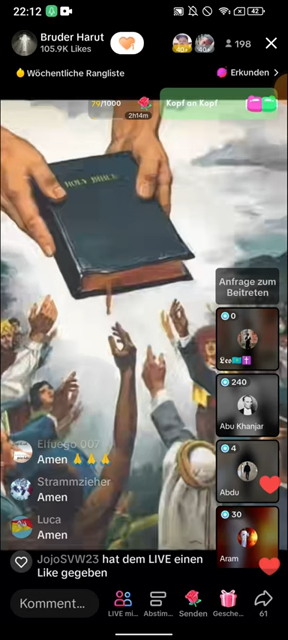 22:12
42
Bruder Harut
105.9K Likes
198
Wöchentliche Rangliste
Erkunden
/1000
Kopf an Kopf
2h14m
HOLY BIBLE
Anfrage zum
Beitreten
0
Leo
240
Abu Khanjar
4
Abdu
30
Aram
Elfuego 007
Amen 🙏🙏🙏
Strammzieher
Amen
Luca
Amen
JojoSVW23 hat dem LIVE einen
Like gegeben
Komment...
LIVE mi...
Abstim...
Senden
Gesche...
61